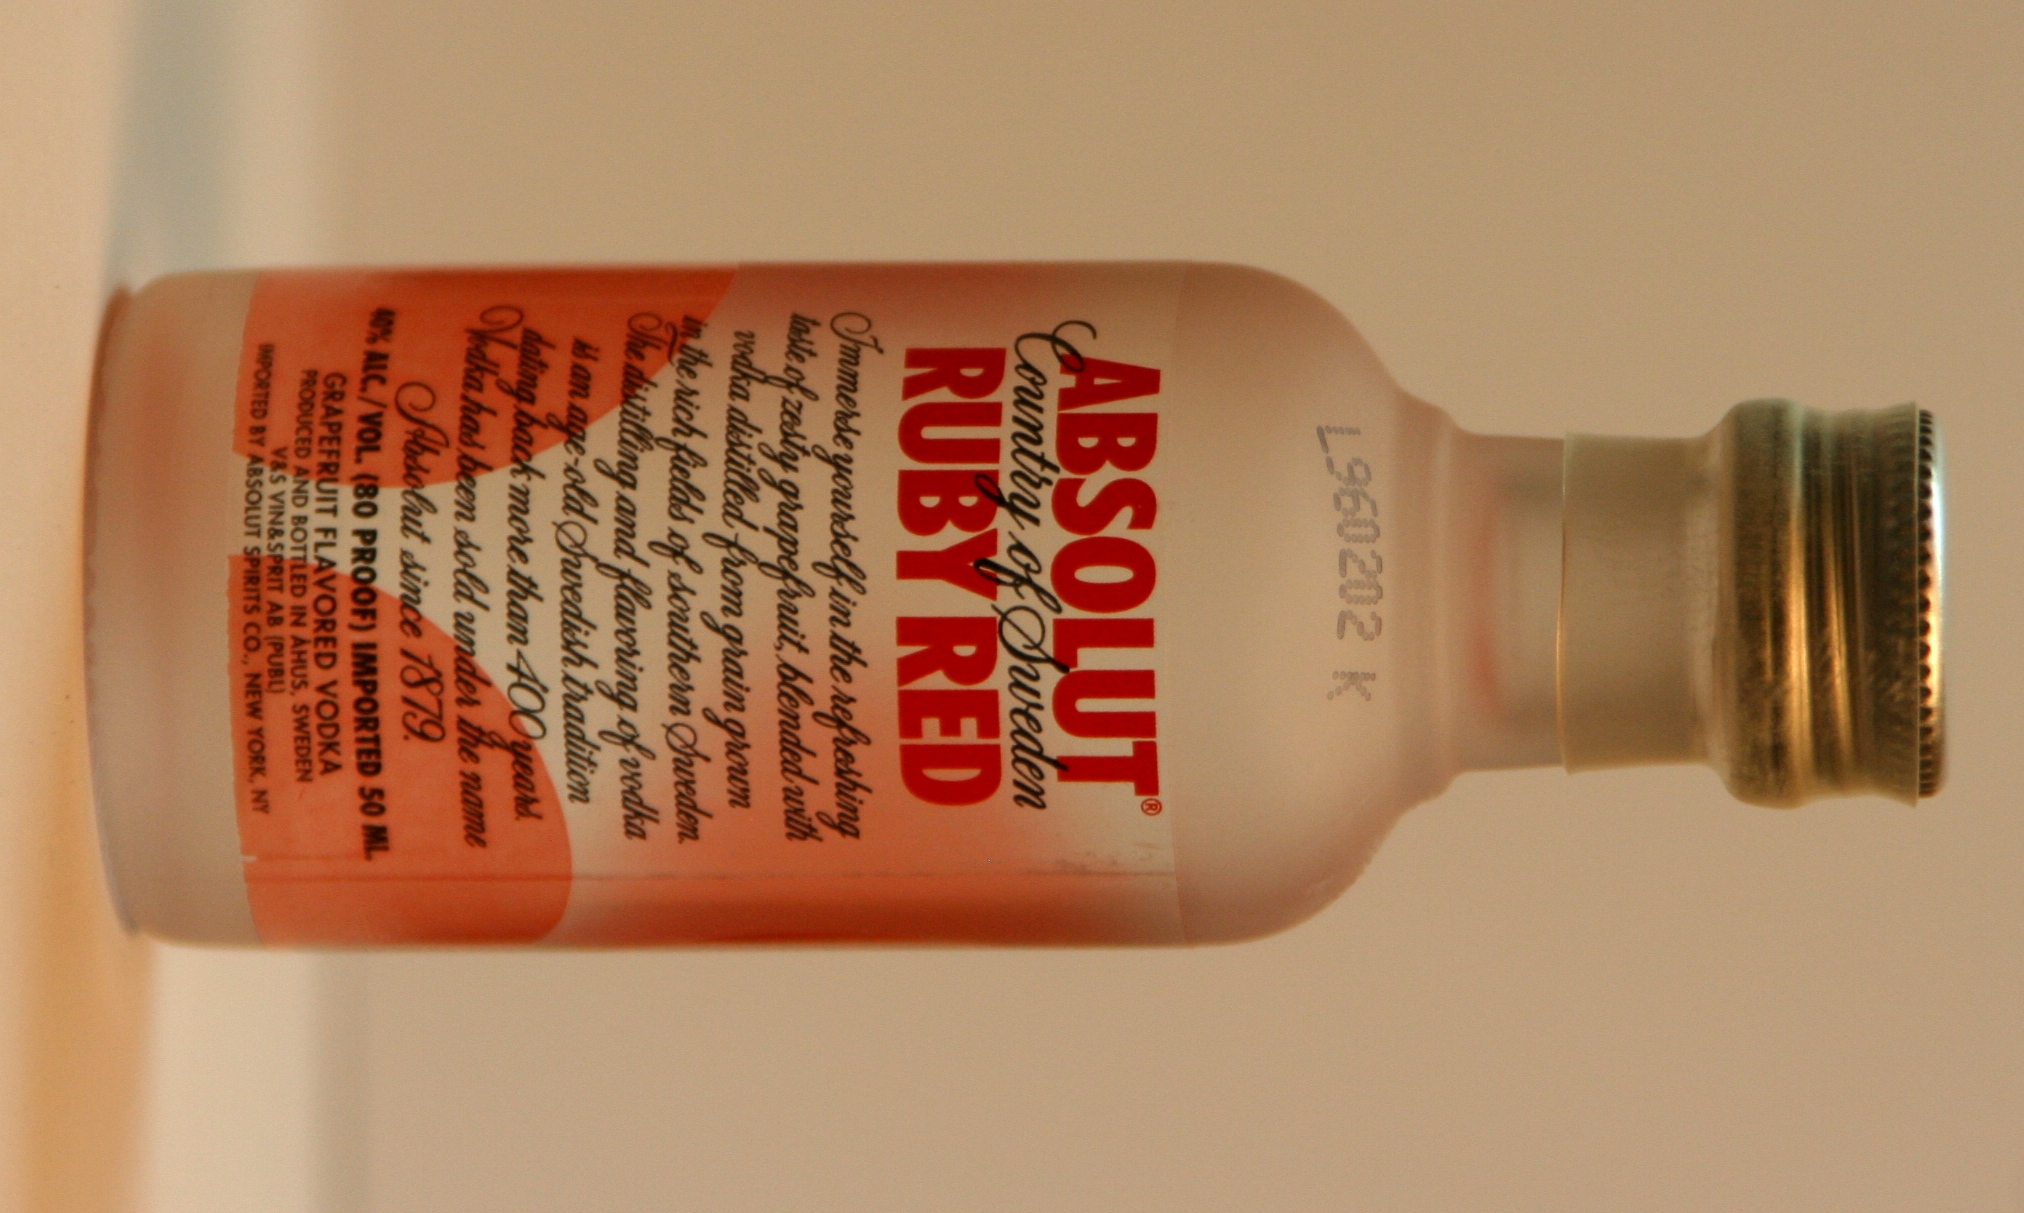 L960202 K
ABSOLUT®
Country of Sweden
RUBY RED
Immerse yourself in the refreshing
taste of zesty grapefruit, blended with
vodka distilled from grain grown
in the rich fields of southern Sweden.
The distilling and flavoring of vodka
is an age-old Swedish tradition
dating back more than 400 years.
Vodka has been sold under the name
Absolut since 1879.
40% ALC./VOL. (80 PROOF) IMPORTED 50 ML.
GRAPEFRUIT FLAVORED VODKA
PRODUCED AND BOTTLED IN ÅHUS, SWEDEN
V&S VIN&SPRIT AB (PUBL)
IMPORTED BY ABSOLUT SPIRITS CO., NEW YORK, NY